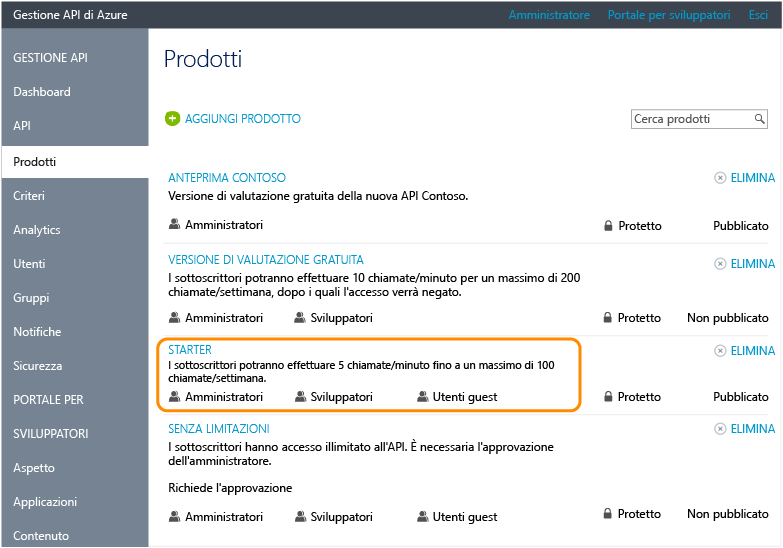 Gestione API di Azure
Amministratore Portale per sviluppatori Esci
GESTIONE API
Dashboard
API
Prodotti
Criteri
Analytics
Utenti
Gruppi
Notifiche
Sicurezza
PORTALE PER
SVILUPPATORI
Aspetto
Applicazioni
Contenuto
Prodotti
AGGIUNGI PRODOTTO
Cerca prodotti
ANTEPRIMA CONTOSO ELIMINA
Versione di valutazione gratuita della nuova API Contoso.
Amministratori Protetto Pubblicato
VERSIONE DI VALUTAZIONE GRATUITA ELIMINA
I sottoscrittori potranno effettuare 10 chiamate/minuto per un massimo di 200
chiamate/settimana, dopo i quali l'accesso verrà negato.
Amministratori Sviluppatori Protetto Non pubblicato
STARTER ELIMINA
I sottoscrittori potranno effettuare 5 chiamate/minuto fino a un massimo di 100
chiamate/settimana.
Amministratori Sviluppatori Utenti guest Protetto Pubblicato
SENZA LIMITAZIONI ELIMINA
I sottoscrittori hanno accesso illimitato all'API. È necessaria l'approvazione
dell'amministratore.
Richiede l'approvazione
Amministratori Sviluppatori Utenti guest Protetto Non pubblicato